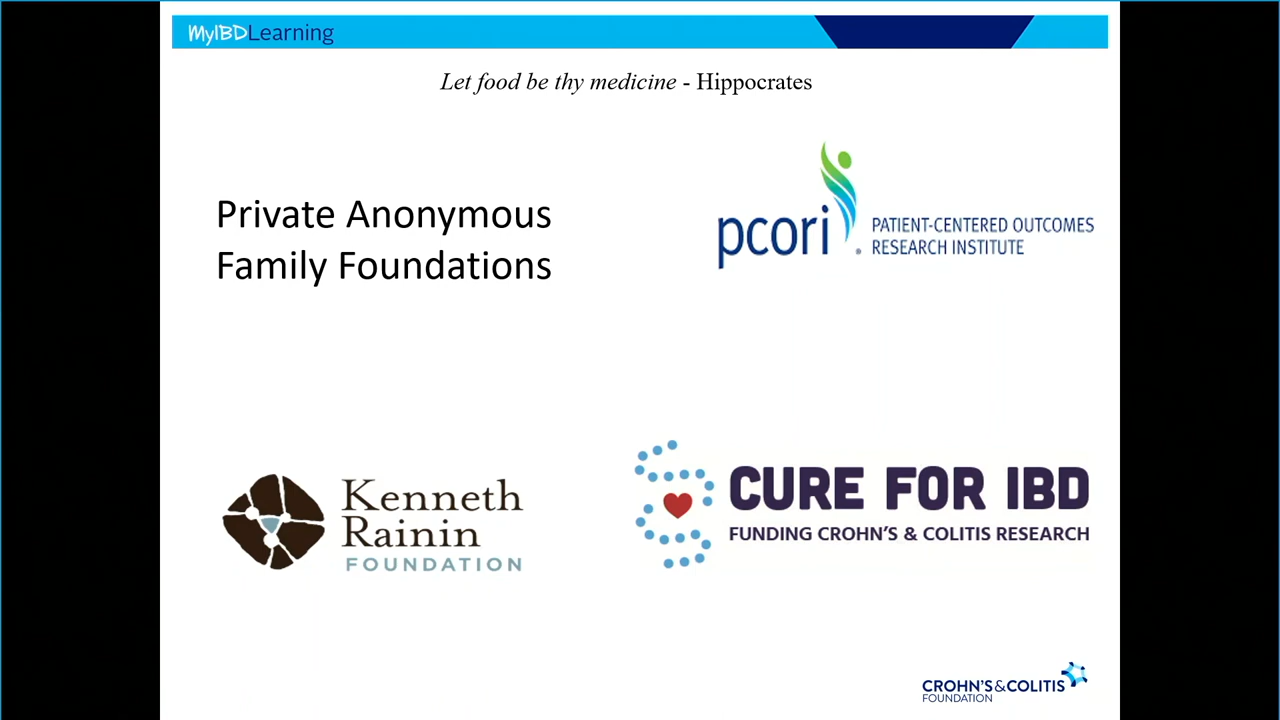 MyIBDLearning
Let food be thy medicine - Hippocrates
Private Anonymous
Family Foundations
pcori
®
PATIENT-CENTERED OUTCOMES
RESEARCH INSTITUTE
Kenneth
Rainin
FOUNDATION
CURE FOR IBD
FUNDING CROHN'S & COLITIS RESEARCH
CROHN'S&COLITIS
FOUNDATION